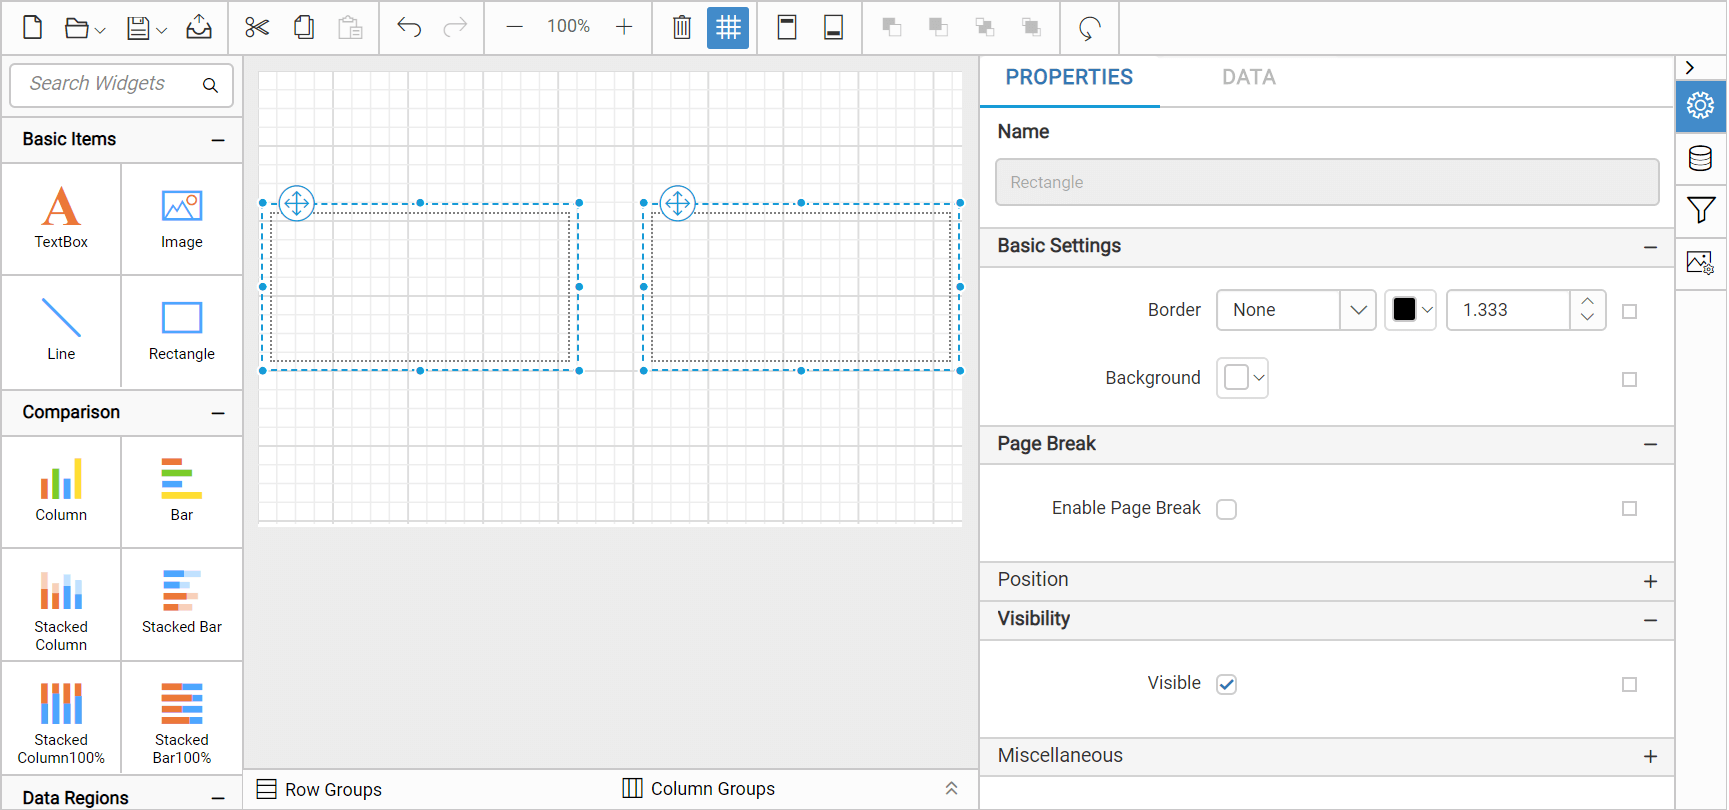 100%
Search Widgets
Basic Items
TextBox
Image
Line
Rectangle
Comparison
Column
Bar
Stacked
Column
Stacked Bar
Stacked
Column100%
Stacked
Bar100%
Data Regions
Row Groups
Column Groups
PROPERTIES
DATA
Name
Rectangle
Basic Settings
Border
None
1.333
Background
Page Break
Enable Page Break
Position
Visibility
Visible
Miscellaneous